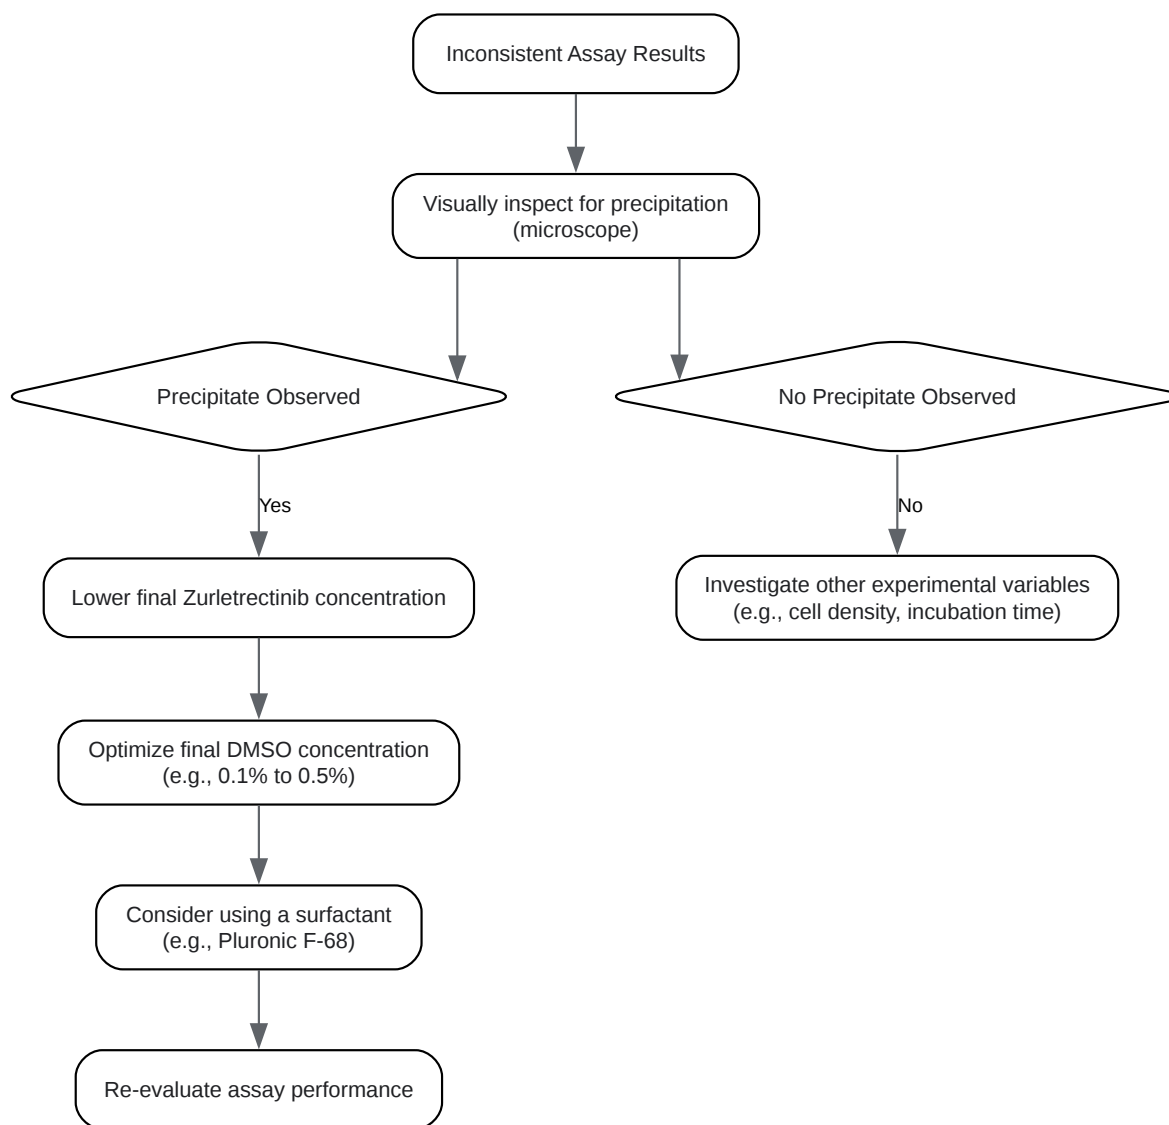 Inconsistent Assay Results
Visually inspect for precipitation
(microscope)
Precipitate Observed
No Precipitate Observed
Yes
No
Lower final Zurletrectinib concentration
Investigate other experimental variables
(e.g., cell density, incubation time)
Optimize final DMSO concentration
(e.g., 0.1% to 0.5%)
Consider using a surfactant
(e.g., Pluronic F-68)
Re-evaluate assay performance